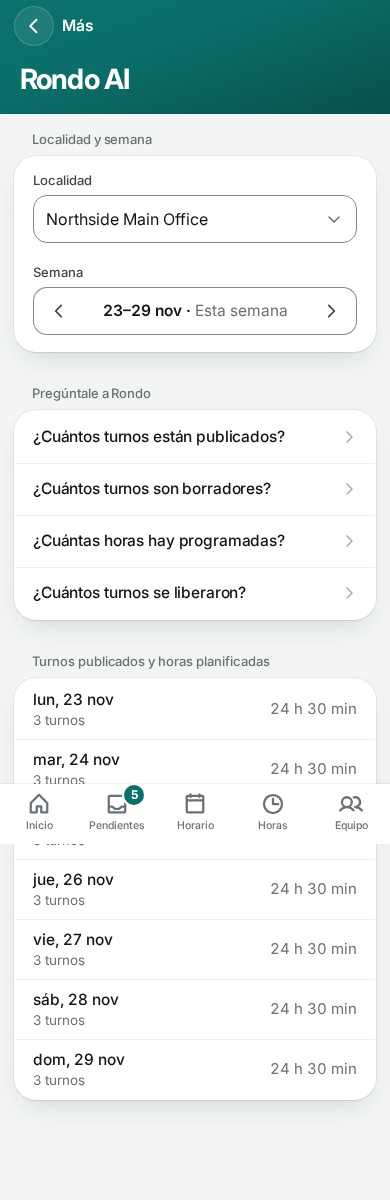 Más
Rondo AI
Localidad y semana
Localidad
Northside Main Office
Semana
23–29 nov · Esta semana
Pregúntale a Rondo
¿Cuántos turnos están publicados?
¿Cuántos turnos son borradores?
¿Cuántas horas hay programadas?
¿Cuántos turnos se liberaron?
Turnos publicados y horas planificadas
lun, 23 nov
24 h 30 min
3 turnos
mar, 24 nov
24 h 30 min
3 turnos
5
Inicio
Pendientes
Horario
Horas
Equipo
jue, 26 nov
24 h 30 min
3 turnos
vie, 27 nov
24 h 30 min
3 turnos
sáb, 28 nov
24 h 30 min
3 turnos
dom, 29 nov
24 h 30 min
3 turnos